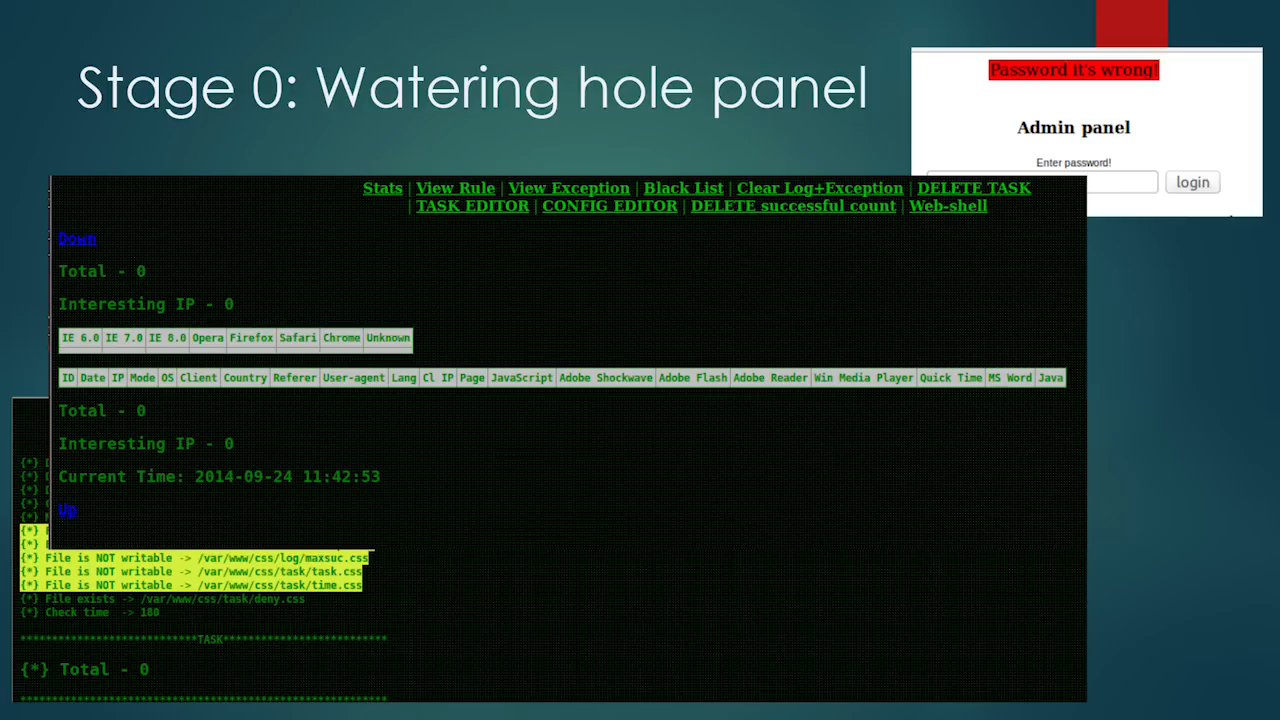 Stage 0: Watering hole panel
Password it's wrong!
Admin panel
Enter password!
login
Stats | View Rule | View Exception | Black List | Clear Log+Exception | DELETE TASK
| TASK EDITOR | CONFIG EDITOR | DELETE successful count | Web-shell
Down
Total - 0
Interesting IP - 0
IE 6.0 IE 7.0 IE 8.0 Opera Firefox Safari Chrome Unknown
ID Date IP Mode OS Client Country Referer User-agent Lang Cl IP Page JavaScript Adobe Shockwave Adobe Flash Adobe Reader Win Media Player Quick Time MS Word Java
Total - 0
Interesting IP - 0
Current Time: 2014-09-24 11:42:53
Up
{*}
{*}
{*}
{*}
{*}
{*}
{*}
{*} File is NOT writable -> /var/www/css/log/maxsuc.css
{*} File is NOT writable -> /var/www/css/task/task.css
{*} File is NOT writable -> /var/www/css/task/time.css
{*} File exists -> /var/www/css/task/deny.css
{*} Check time -> 180
****************************TASK**************************
{*} Total - 0
**********************************************************